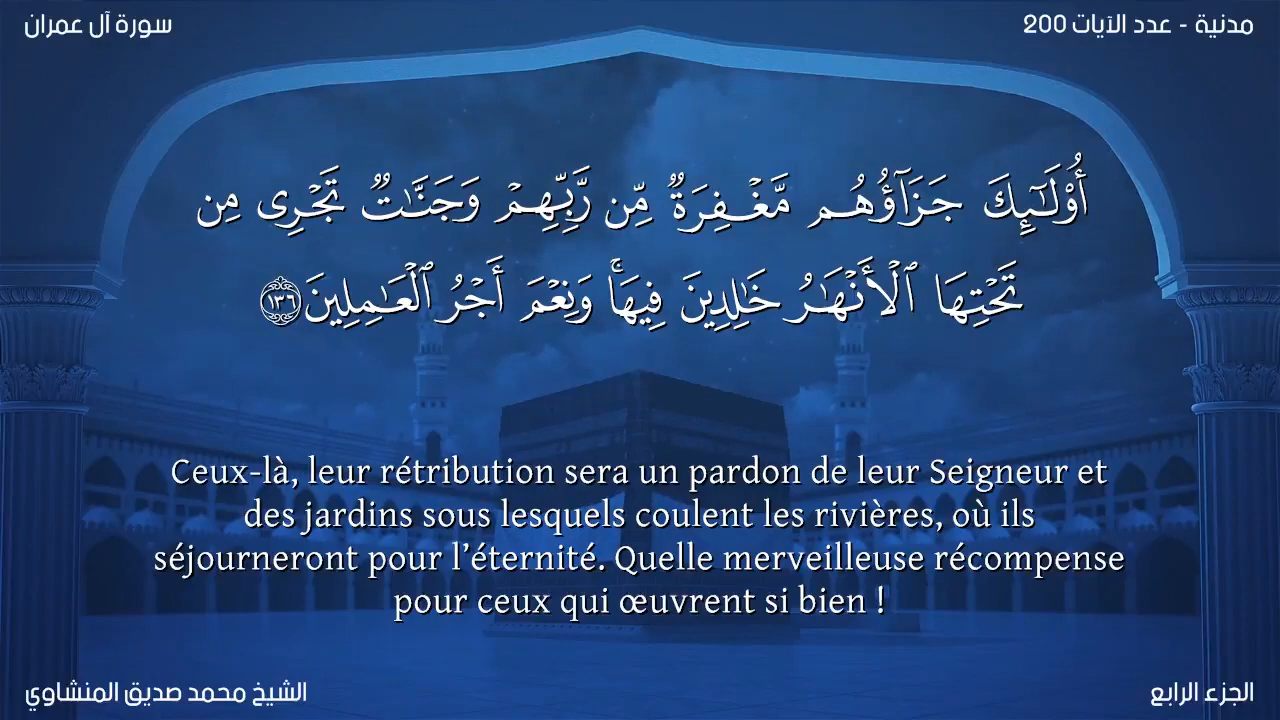 سورة آل عمران
مدنية - عدد الآيات 200
أُو۟لَـٰٓئِكَ جَزَآؤُهُم مَّغْفِرَةٌ مِّن رَّبِّهِمْ وَجَنَّـٰتٌ تَجْرِى مِن
تَحْتِهَا ٱلْأَنْهَـٰرُ خَـٰلِدِينَ فِيهَا ۚ وَنِعْمَ أَجْرُ ٱلْعَـٰمِلِينَ ١٣٦
Ceux-là, leur rétribution sera un pardon de leur Seigneur et
des jardins sous lesquels coulent les rivières, où ils
séjourneront pour l’éternité. Quelle merveilleuse récompense
pour ceux qui œuvrent si bien !
الشيخ محمد صديق المنشاوي
الجزء الرابع